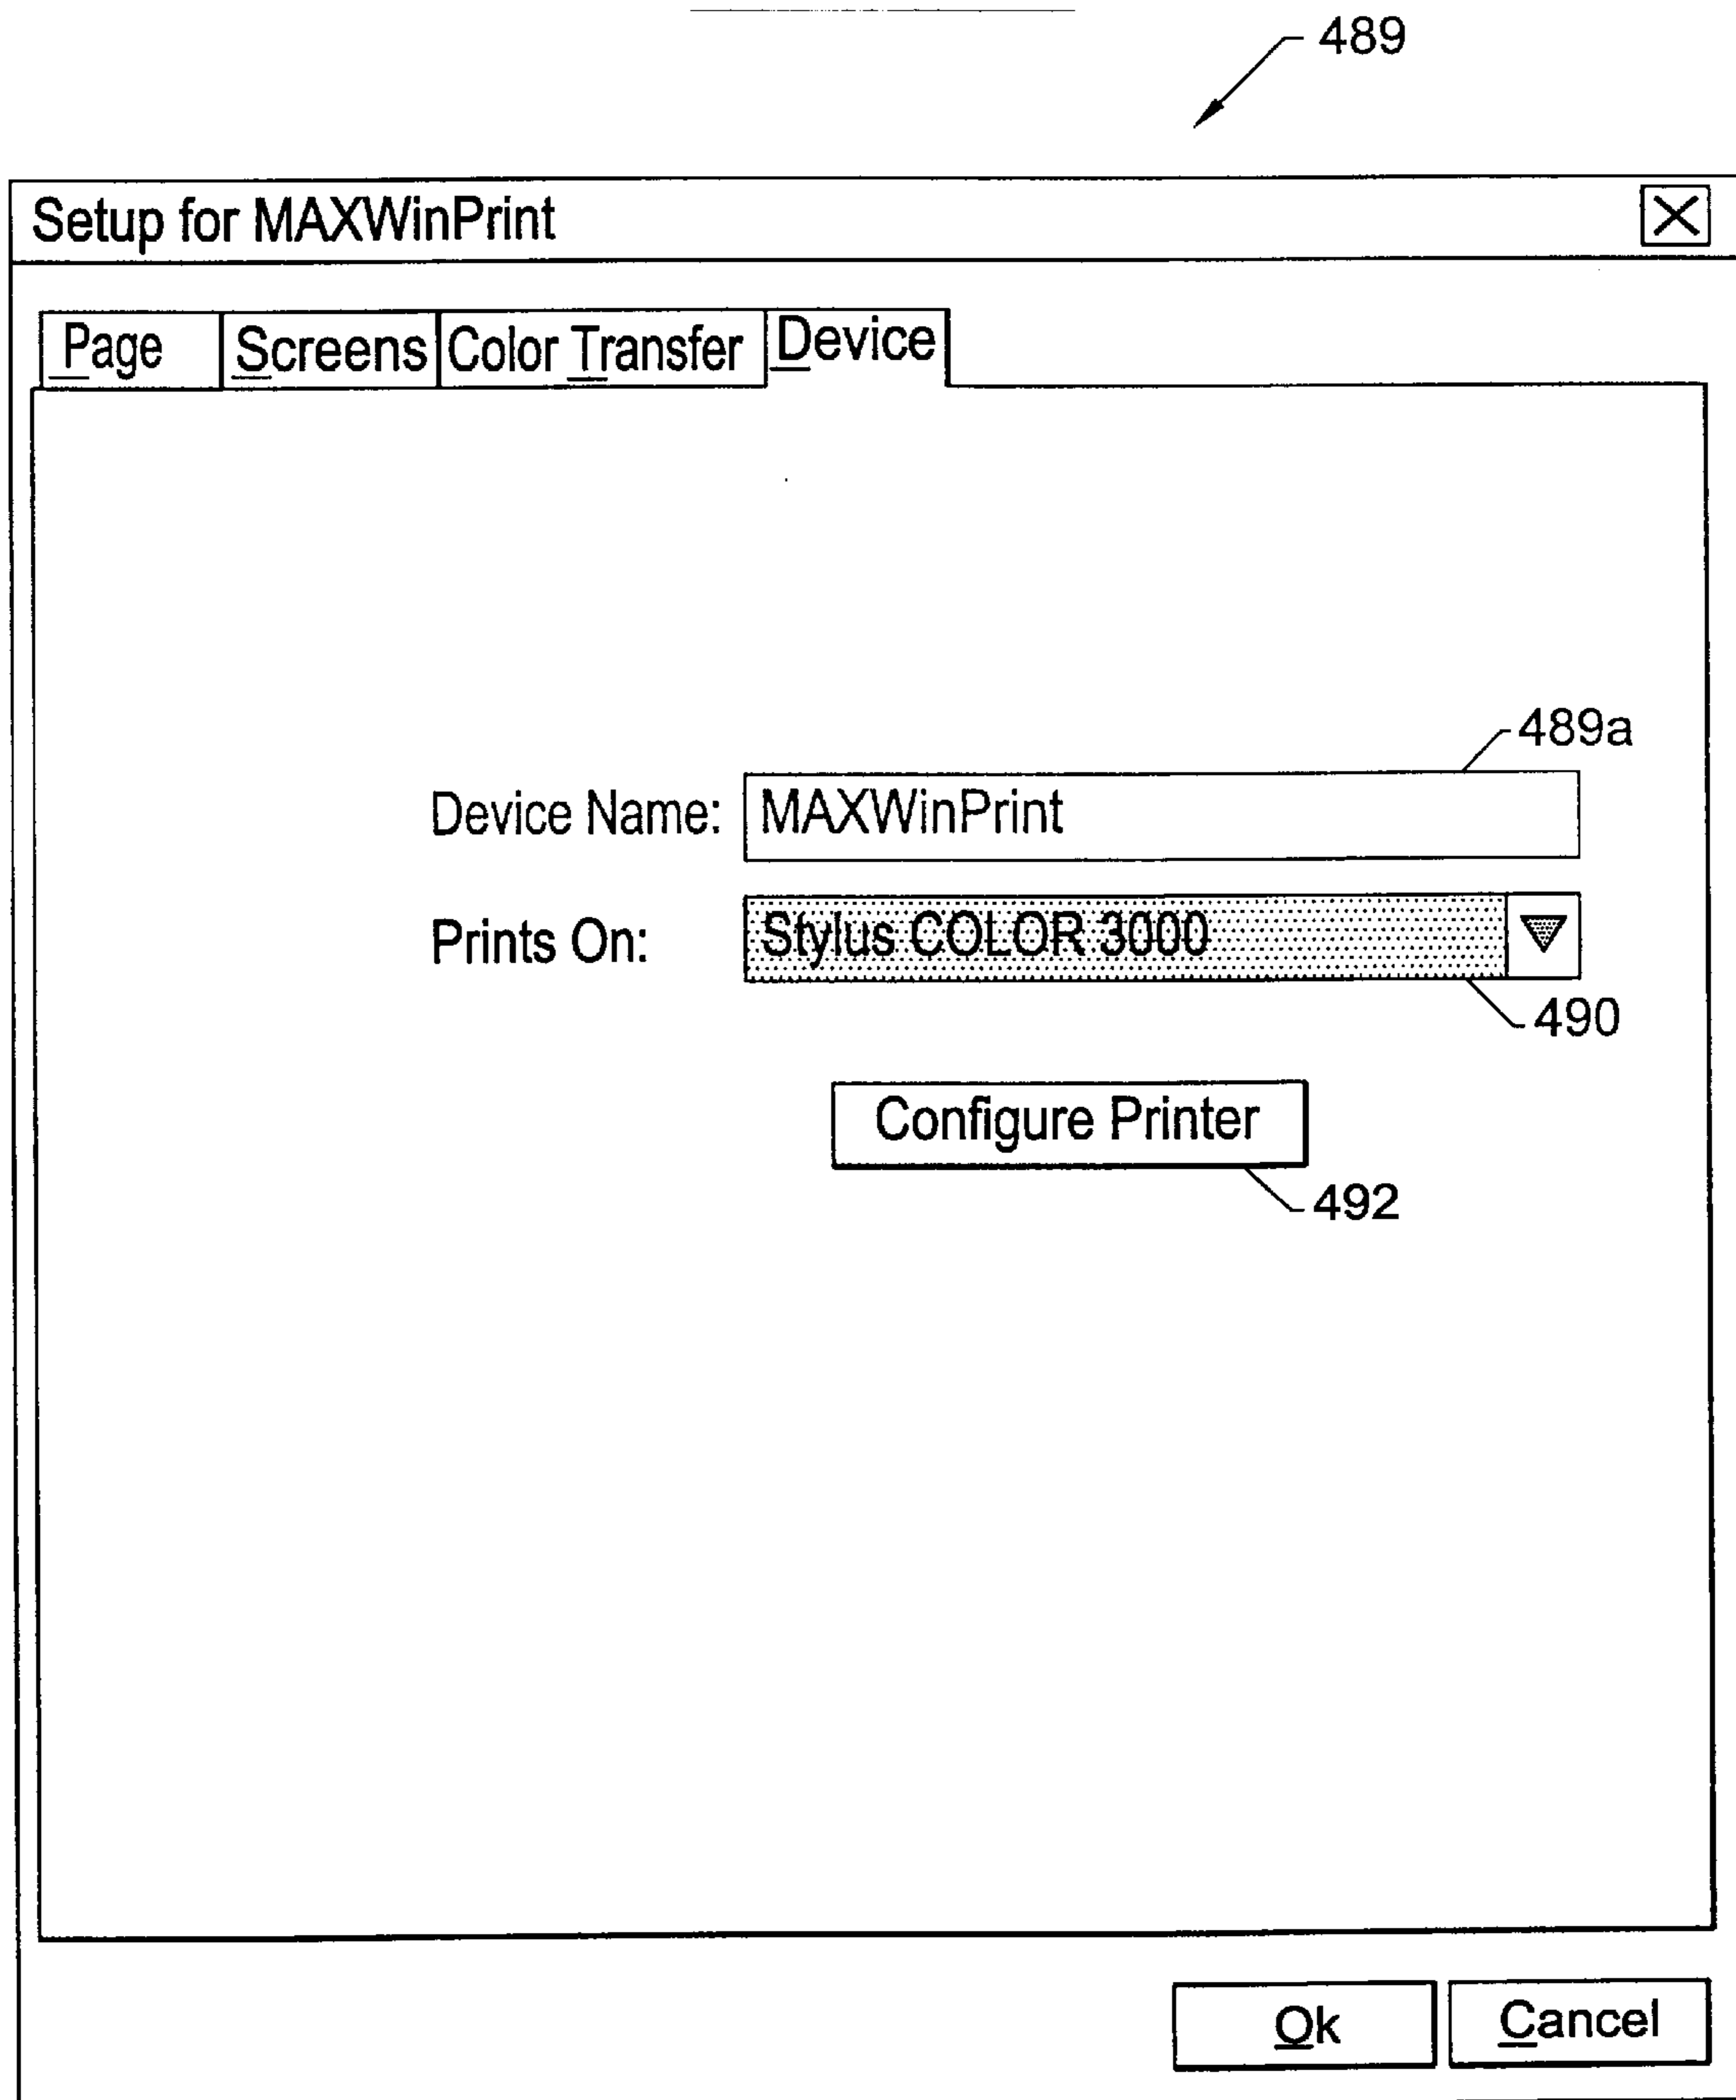 489
Setup for MAXWinPrint
Page Screens Color Transfer Device
489a
Device Name: MAXWinPrint
Prints On: Stylus COLOR 3000
490
Configure Printer
492
Ok Cancel